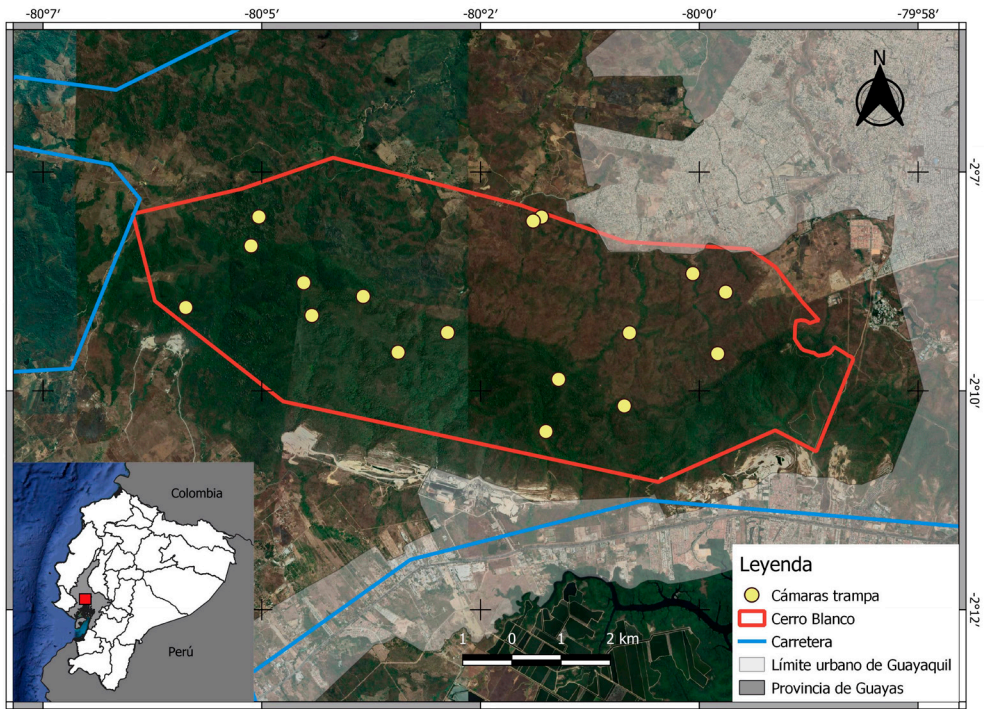 -80°7′ -80°5′ -80°2′ -80°0′ -79°58′
N
-2°7′
-2°10′
-2°12′
Colombia
Perú
1 0 1 2 km
Leyenda
Cámaras trampa
Cerro Blanco
Carretera
Límite urbano de Guayaquil
Provincia de Guayas